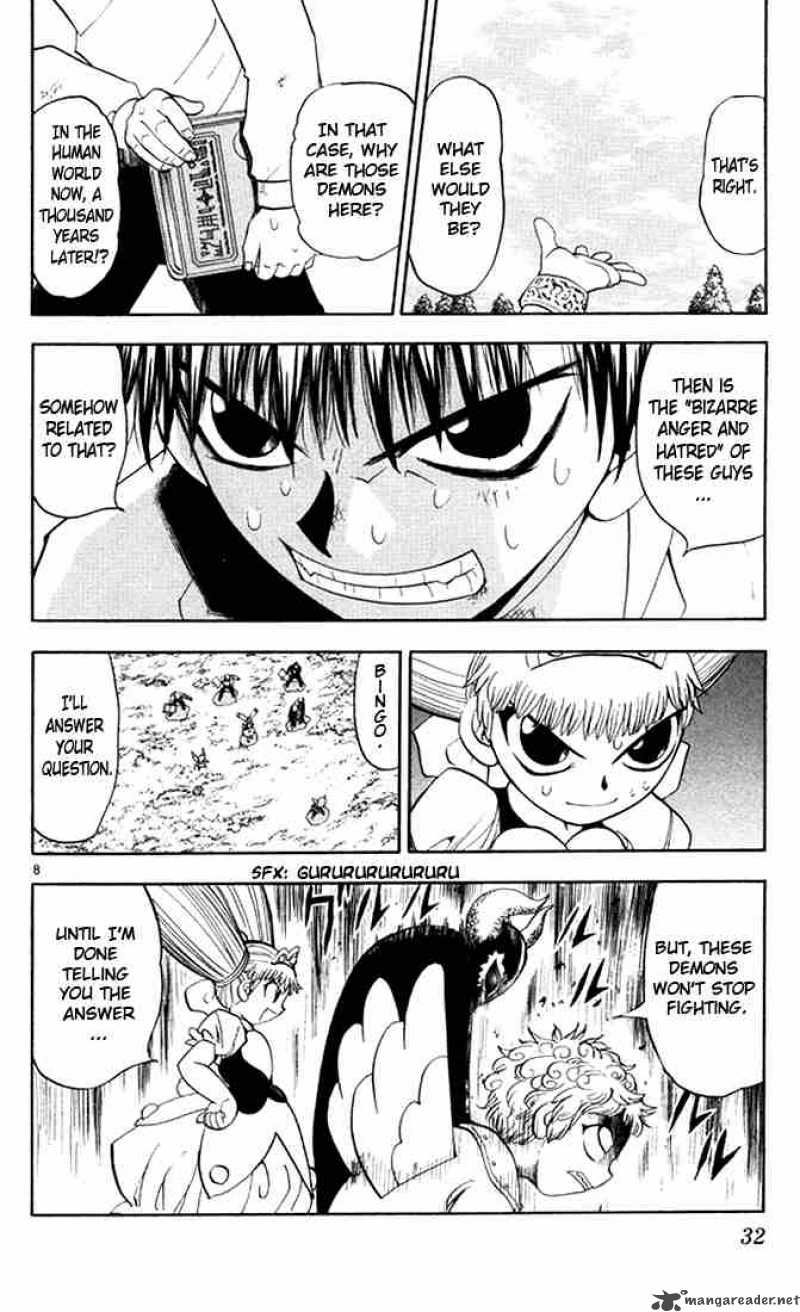 THAT'S
RIGHT.
WHAT
ELSE
WOULD
THEY
BE?
IN THAT
CASE, WHY
ARE THOSE
DEMONS
HERE?
IN THE
HUMAN
WORLD
NOW, A
THOUSAND
YEARS
LATER!?
THEN IS
THE "BIZARRE
ANGER AND
HATRED" OF
THESE GUYS
...
SOMEHOW
RELATED
TO THAT?
BINGO.
I'LL
ANSWER
YOUR
QUESTION.
8
SFX: GURURURURURURU
BUT, THESE
DEMONS
WON'T STOP
FIGHTING.
UNTIL I'M
DONE
TELLING
YOU THE
ANSWER
...
32
mangareader.net